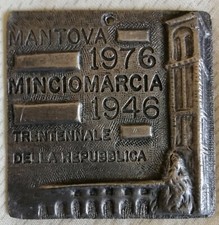 MANTOVA
1976
MINCIOMARCIA
1946
TRENTENNALE
DELLA REPUBBLICA